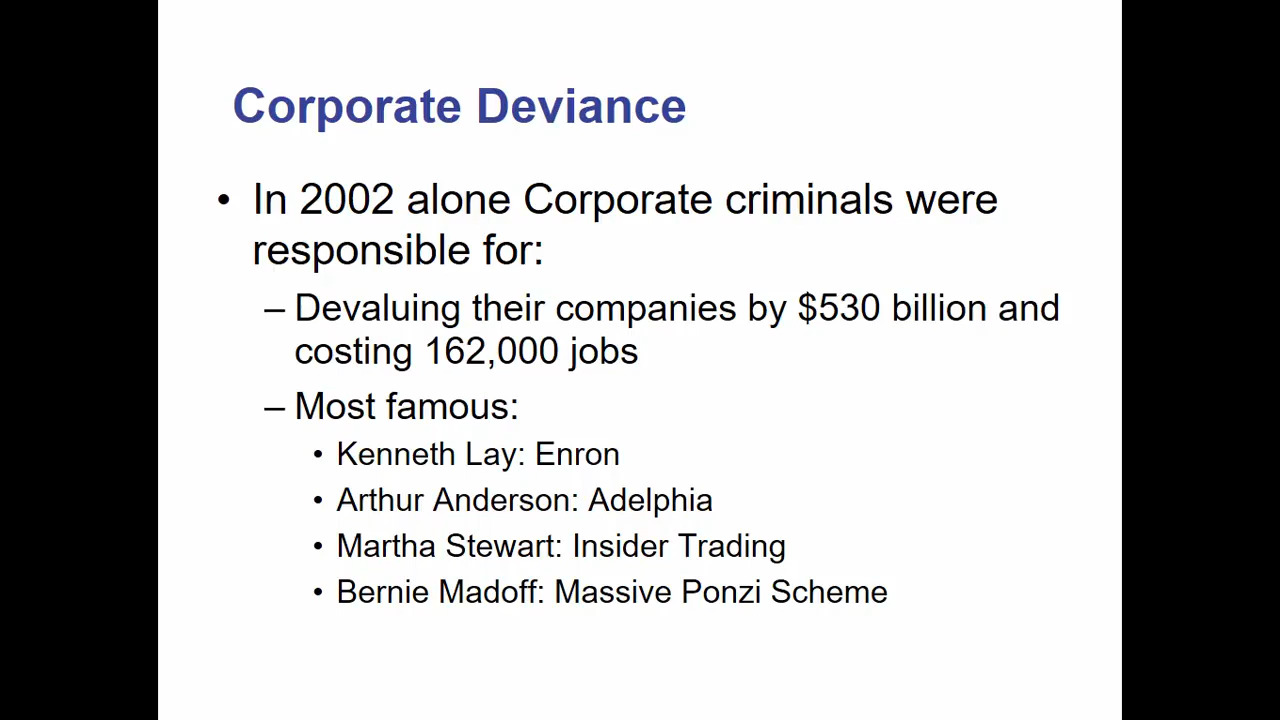 Corporate Deviance
• In 2002 alone Corporate criminals were
responsible for:
– Devaluing their companies by $530 billion and
costing 162,000 jobs
– Most famous:
• Kenneth Lay: Enron
• Arthur Anderson: Adelphia
• Martha Stewart: Insider Trading
• Bernie Madoff: Massive Ponzi Scheme